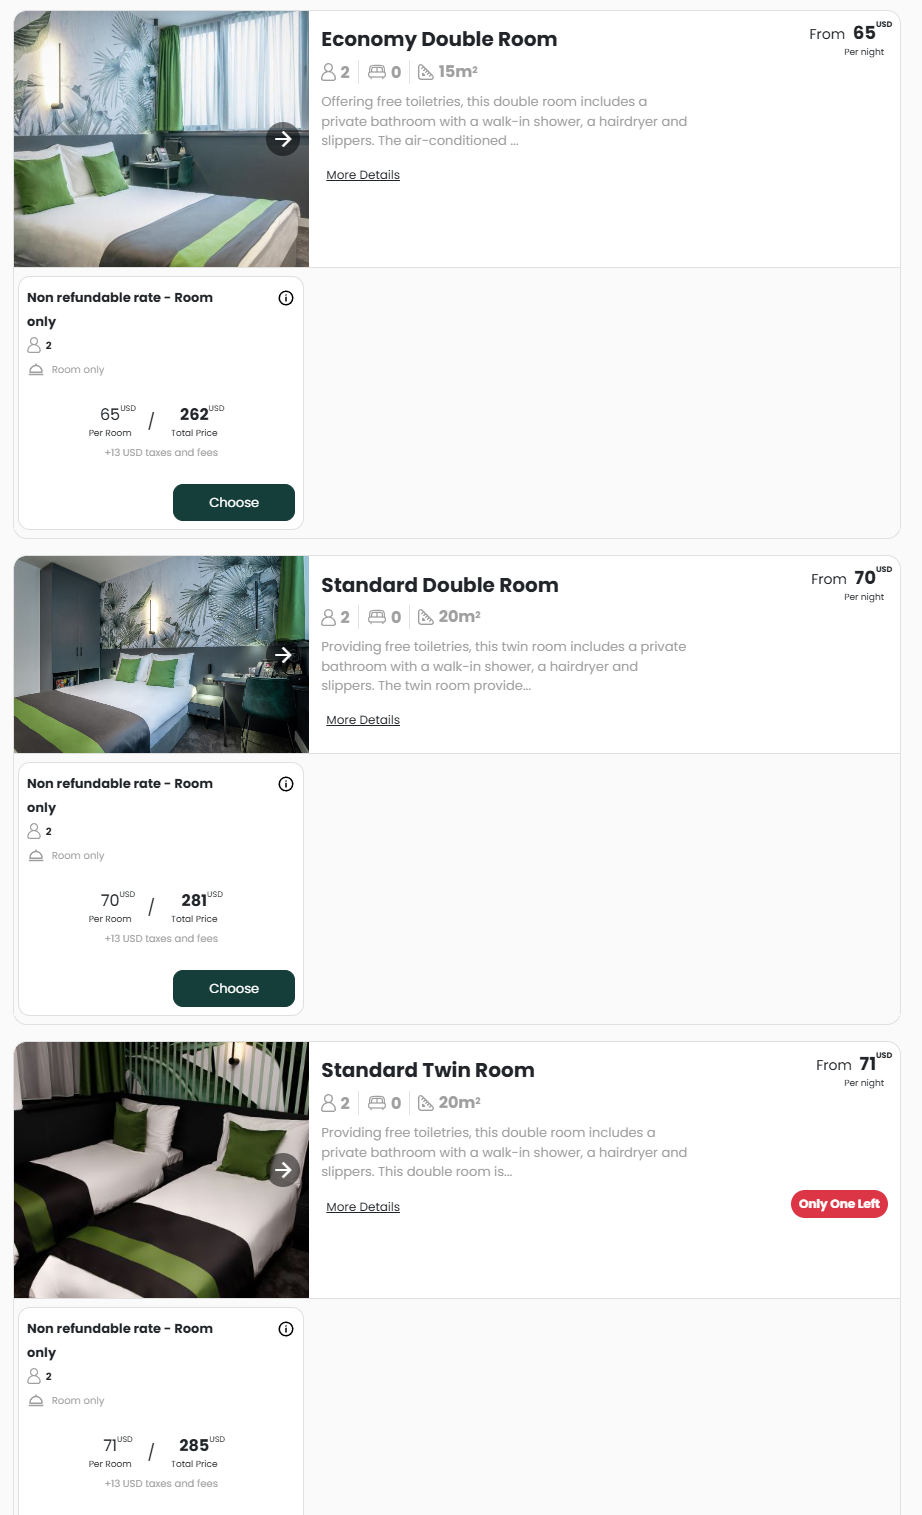 Economy Double Room
From 65 USD
Per night
2 0 15m²
Offering free toiletries, this double room includes a
private bathroom with a walk-in shower, a hairdryer and
slippers. The air-conditioned ...
More Details
Non refundable rate - Room
only
2
Room only
65 USD / 262 USD
Per Room Total Price
+13 USD taxes and fees
Choose
Standard Double Room
From 70 USD
Per night
2 0 20m²
Providing free toiletries, this twin room includes a private
bathroom with a walk-in shower, a hairdryer and
slippers. The twin room provide...
More Details
Non refundable rate - Room
only
2
Room only
70 USD / 281 USD
Per Room Total Price
+13 USD taxes and fees
Choose
Standard Twin Room
From 71 USD
Per night
2 0 20m²
Providing free toiletries, this double room includes a
private bathroom with a walk-in shower, a hairdryer and
slippers. This double room is...
More Details
Only One Left
Non refundable rate - Room
only
2
Room only
71 USD / 285 USD
Per Room Total Price
+13 USD taxes and fees